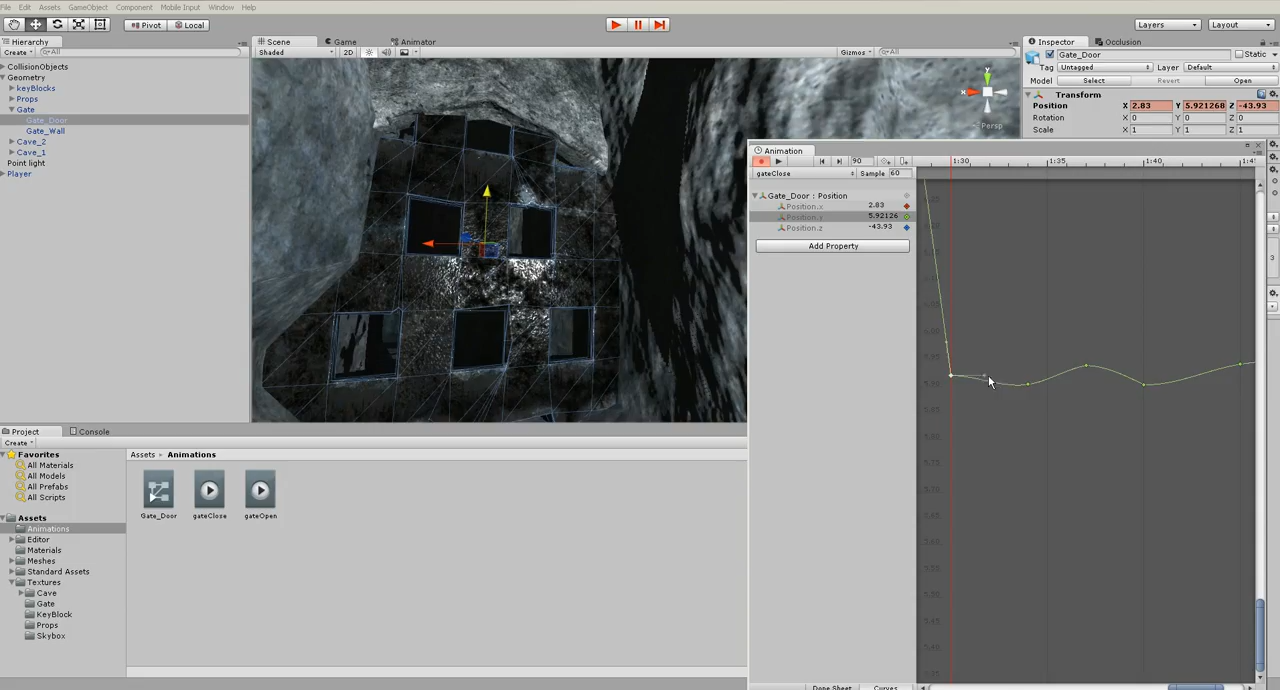 File Edit Assets GameObject Component Mobile Input Window Help
Pivot Local Layers Layout
Hierarchy
Create All
CollisionObjects
Geometry
keyBlocks
Props
Gate
Gate_Door
Gate_Wall
Cave_2
Cave_1
Point light
Player
Scene Game Animator
Shaded 2D Gizmos All
y
x
Persp
Inspector Occlusion
Gate_Door Static
Tag Untagged Layer Default
Model Select Revert Open
Transform
Position X 2.83 Y 5.921268 Z -43.93
Rotation X 0 Y 0 Z 0
Scale X 1 Y 1 Z 1
Animation
90 1:30 1:35 1:40 1:45
gateClose Sample 60
Gate_Door : Position
Position.x 2.83
Position.y 5.92126
Position.z -43.93
Add Property
3
Dope Sheet Curves
Project Console
Create
Favorites
All Materials
All Models
All Prefabs
All Scripts
Assets
Animations
Editor
Materials
Meshes
Standard Assets
Textures
Cave
Gate
KeyBlock
Props
Skybox
Assets Animations
Gate_Door gateClose gateOpen